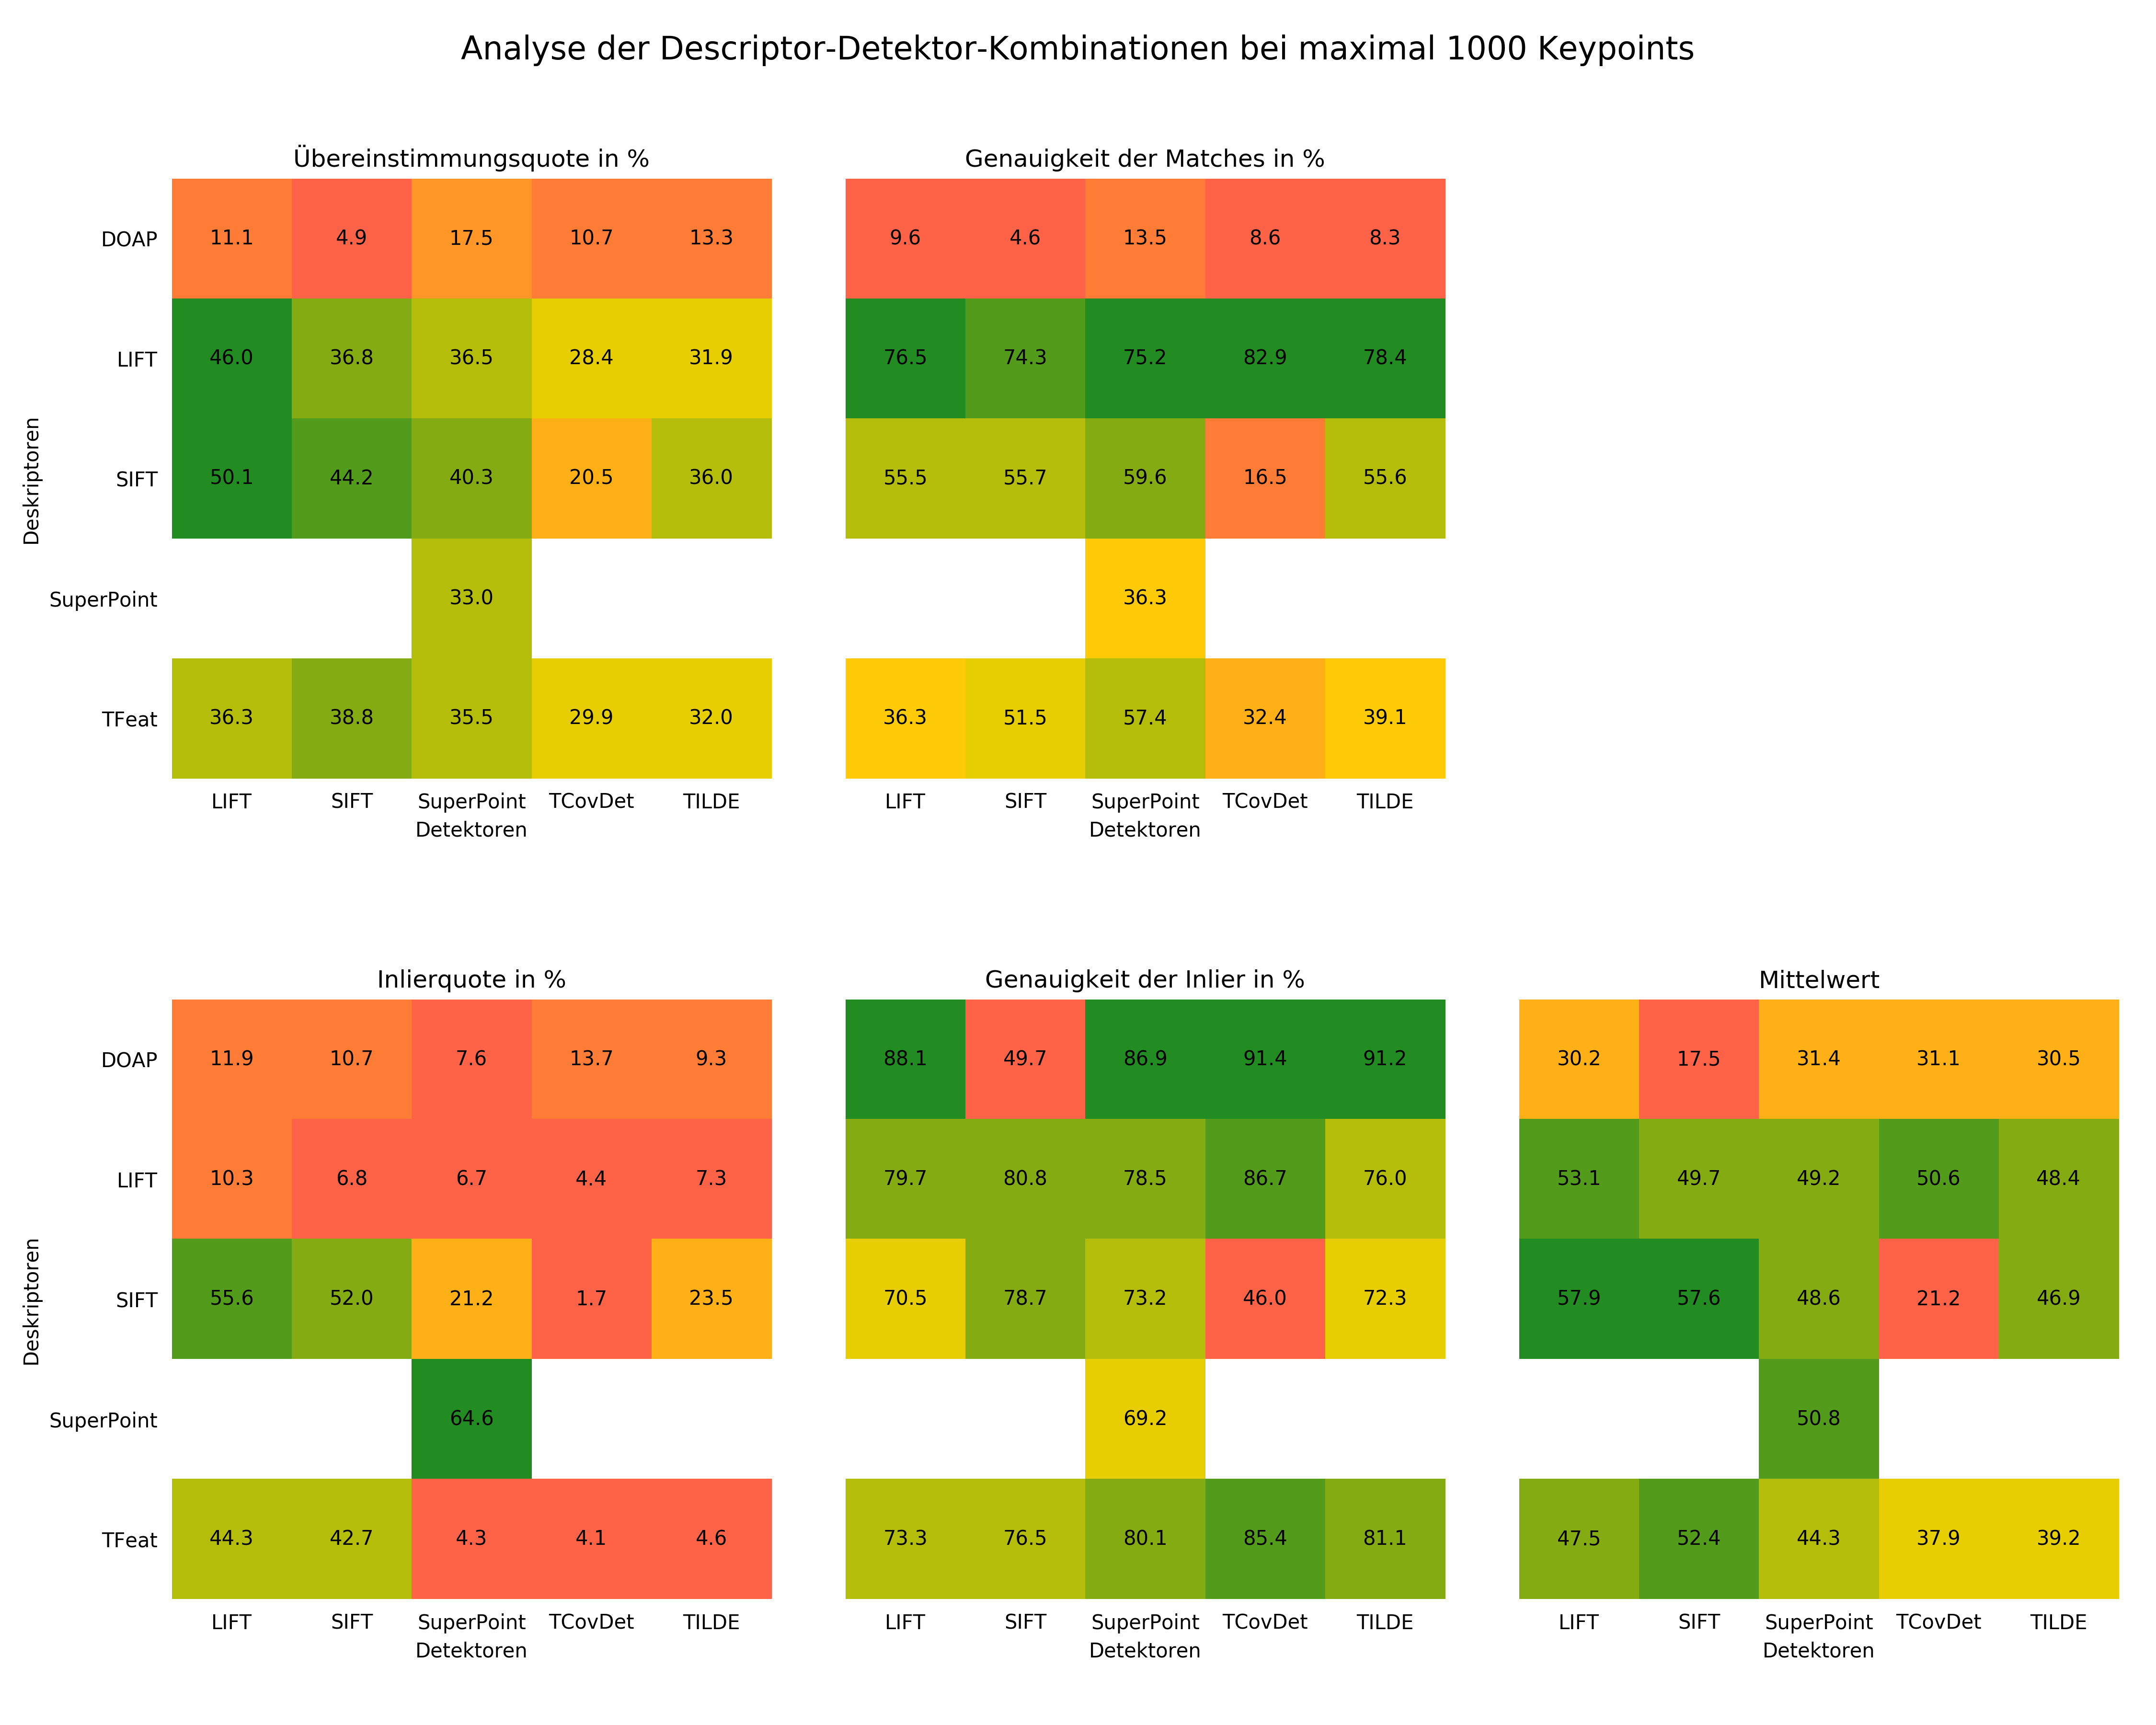 Analyse der Descriptor-Detektor-Kombinationen bei maximal 1000 Keypoints
Übereinstimmungsquote in %
Deskriptoren
DOAP 11.1 4.9 17.5 10.7 13.3
LIFT 46.0 36.8 36.5 28.4 31.9
SIFT 50.1 44.2 40.3 20.5 36.0
SuperPoint 33.0
TFeat 36.3 38.8 35.5 29.9 32.0
LIFT SIFT SuperPoint TCovDet TILDE
Detektoren
Genauigkeit der Matches in %
9.6 4.6 13.5 8.6 8.3
76.5 74.3 75.2 82.9 78.4
55.5 55.7 59.6 16.5 55.6
36.3
36.3 51.5 57.4 32.4 39.1
LIFT SIFT SuperPoint TCovDet TILDE
Detektoren
Inlierquote in %
Deskriptoren
DOAP 11.9 10.7 7.6 13.7 9.3
LIFT 10.3 6.8 6.7 4.4 7.3
SIFT 55.6 52.0 21.2 1.7 23.5
SuperPoint 64.6
TFeat 44.3 42.7 4.3 4.1 4.6
LIFT SIFT SuperPoint TCovDet TILDE
Detektoren
Genauigkeit der Inlier in %
88.1 49.7 86.9 91.4 91.2
79.7 80.8 78.5 86.7 76.0
70.5 78.7 73.2 46.0 72.3
69.2
73.3 76.5 80.1 85.4 81.1
LIFT SIFT SuperPoint TCovDet TILDE
Detektoren
Mittelwert
30.2 17.5 31.4 31.1 30.5
53.1 49.7 49.2 50.6 48.4
57.9 57.6 48.6 21.2 46.9
50.8
47.5 52.4 44.3 37.9 39.2
LIFT SIFT SuperPoint TCovDet TILDE
Detektoren